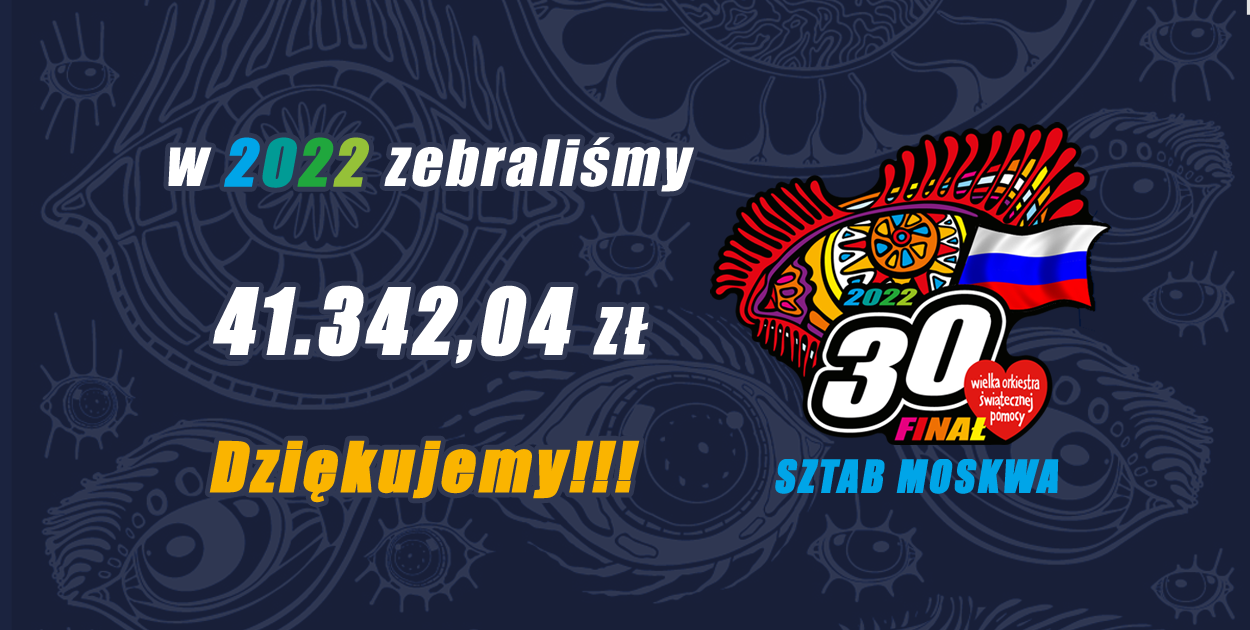 w 2022 zebraliśmy
41.342,04 ZŁ
Dziękujemy!!!
2022
30
wielka orkiestra
świątecznej
pomocy
FINAŁ
SZTAB MOSKWA